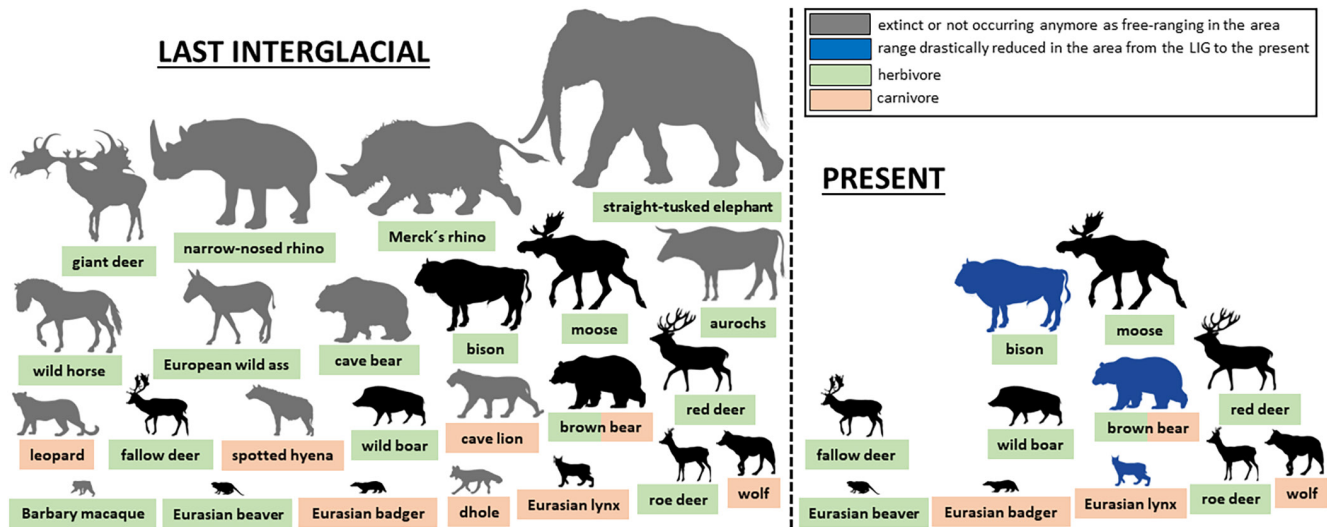 LAST INTERGLACIAL
extinct or not occurring anymore as free-ranging in the area
range drastically reduced in the area from the LIG to the present
herbivore
carnivore
PRESENT
straight-tusked elephant
giant deer
narrow-nosed rhino
Merck´s rhino
wild horse
European wild ass
cave bear
bison
moose
aurochs
leopard
fallow deer
spotted hyena
wild boar
cave lion
brown bear
red deer
Barbary macaque
Eurasian beaver
Eurasian badger
dhole
Eurasian lynx
roe deer
wolf
bison
moose
fallow deer
wild boar
brown bear
red deer
Eurasian beaver
Eurasian badger
Eurasian lynx
roe deer
wolf